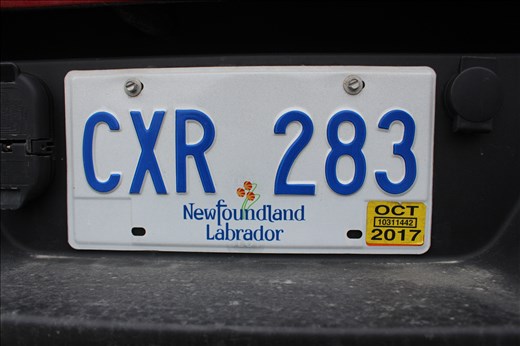 CXR 283
Newfoundland
Labrador
OCT
10311442
2017